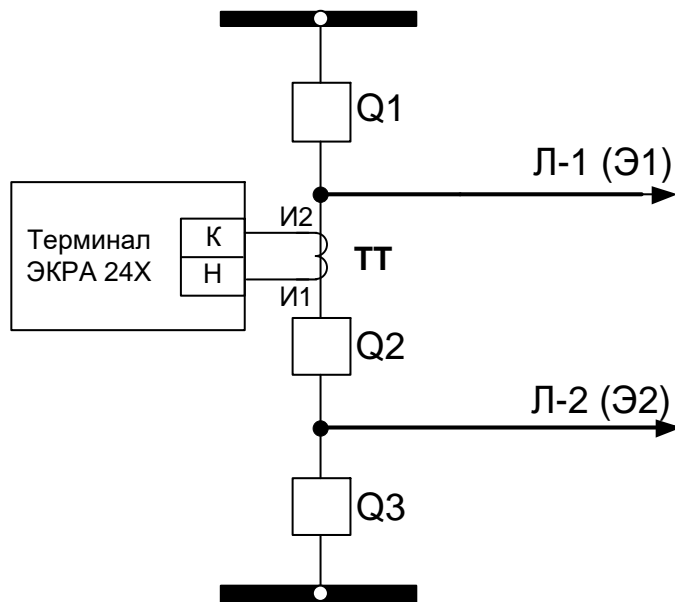 Q1
Л-1 (Э1)
Терминал
ЭКРА 24Х
К
Н
И2
И1
ТТ
Q2
Л-2 (Э2)
Q3